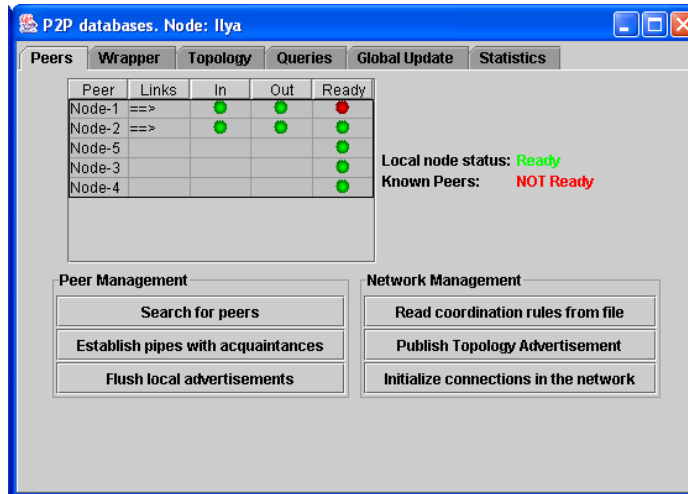 P2P databases. Node: Ilya
Peers Wrapper Topology Queries Global Update Statistics
Peer Links In Out Ready
Node-1 ==>
Node-2 ==>
Node-5
Node-3
Node-4
Local node status: Ready
Known Peers: NOT Ready
Peer Management
Search for peers
Establish pipes with acquaintances
Flush local advertisements
Network Management
Read coordination rules from file
Publish Topology Advertisement
Initialize connections in the network